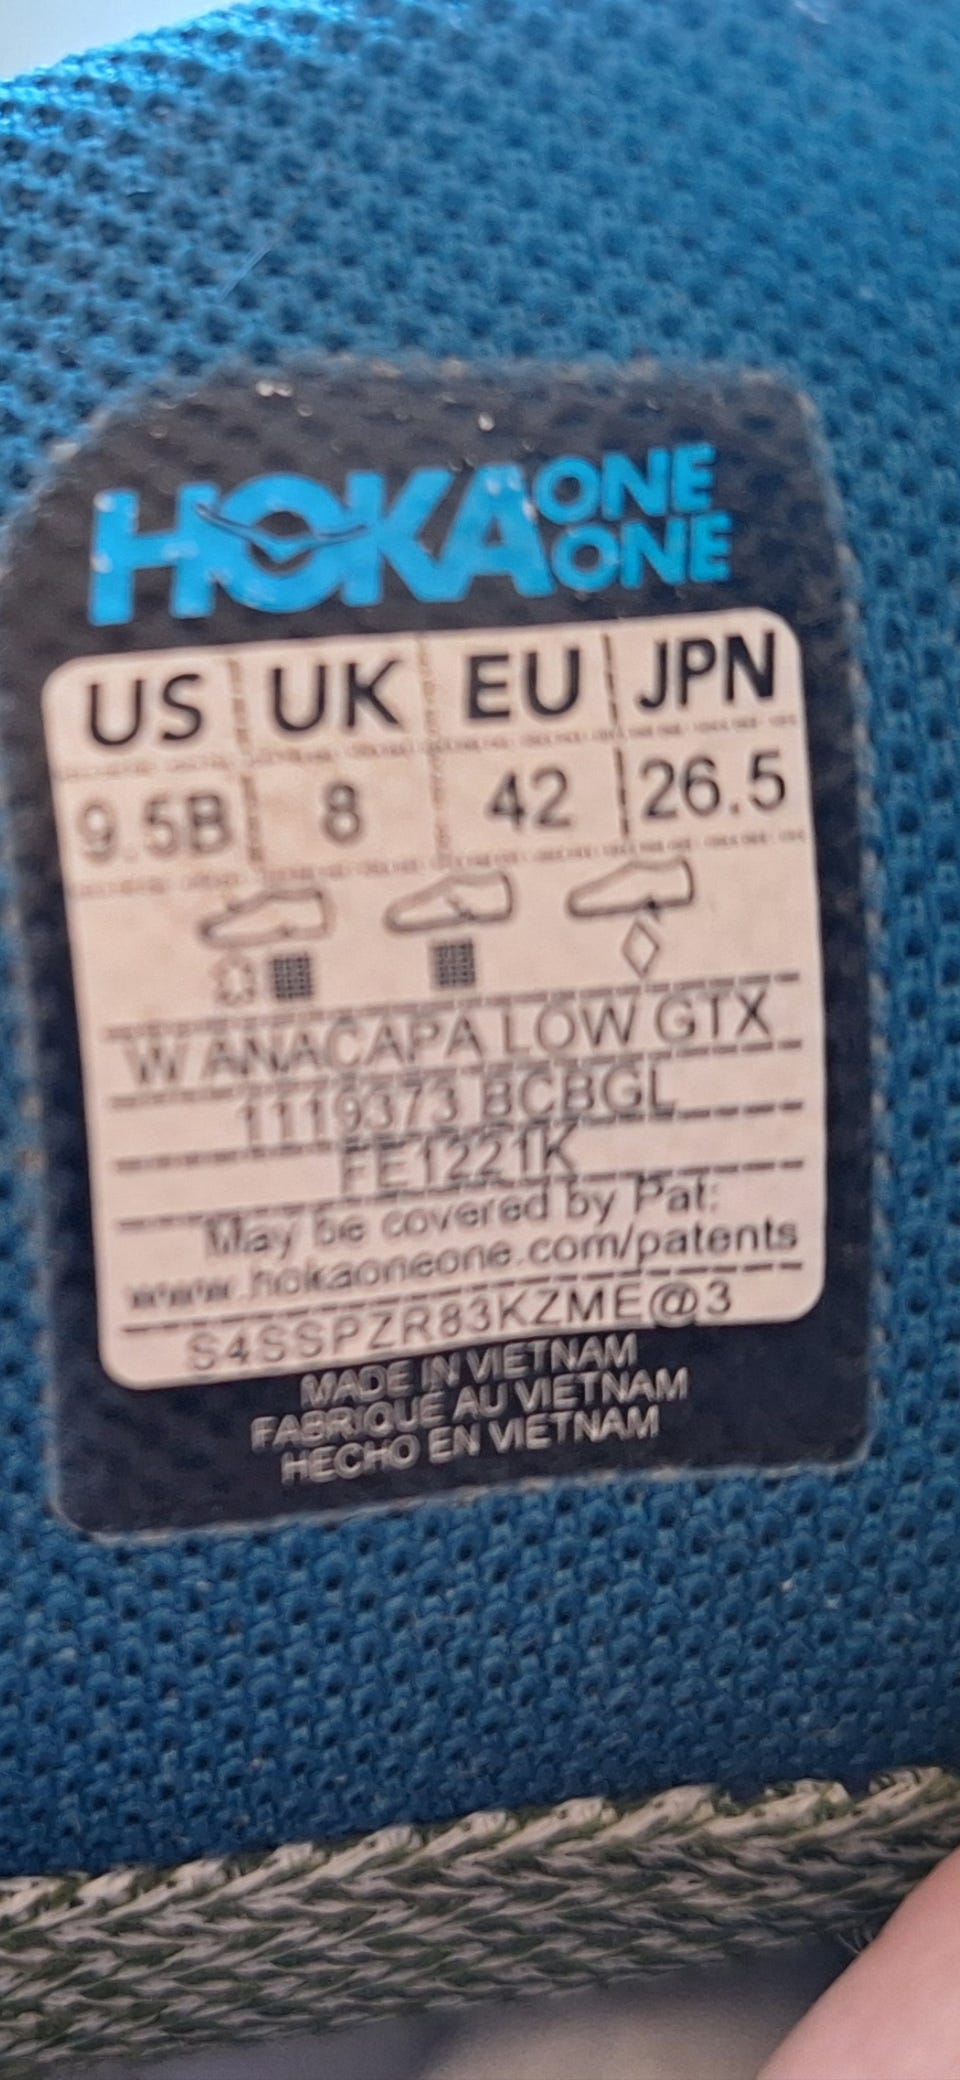 HOKA ONE ONE
US UK EU JPN
9.5B 8 42 26.5
W ANACAPA LOW GTX
1119373 BCBGL
FE1221K
May be covered by Pat:
www.hokaoneone.com/patents
S4SSPZR83KZME@3
MADE IN VIETNAM
FABRIQUÉ AU VIETNAM
HECHO EN VIETNAM